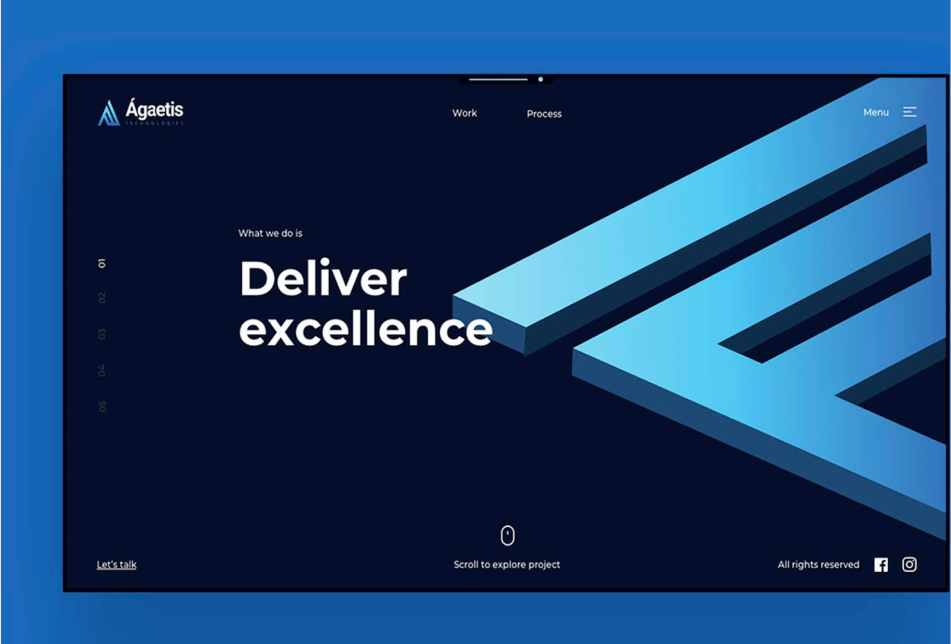 Ágaetis
TECHNOLOGIES
Work
Process
Menu
What we do is
Deliver
excellence
01
02
03
04
05
Let's talk
Scroll to explore project
All rights reserved